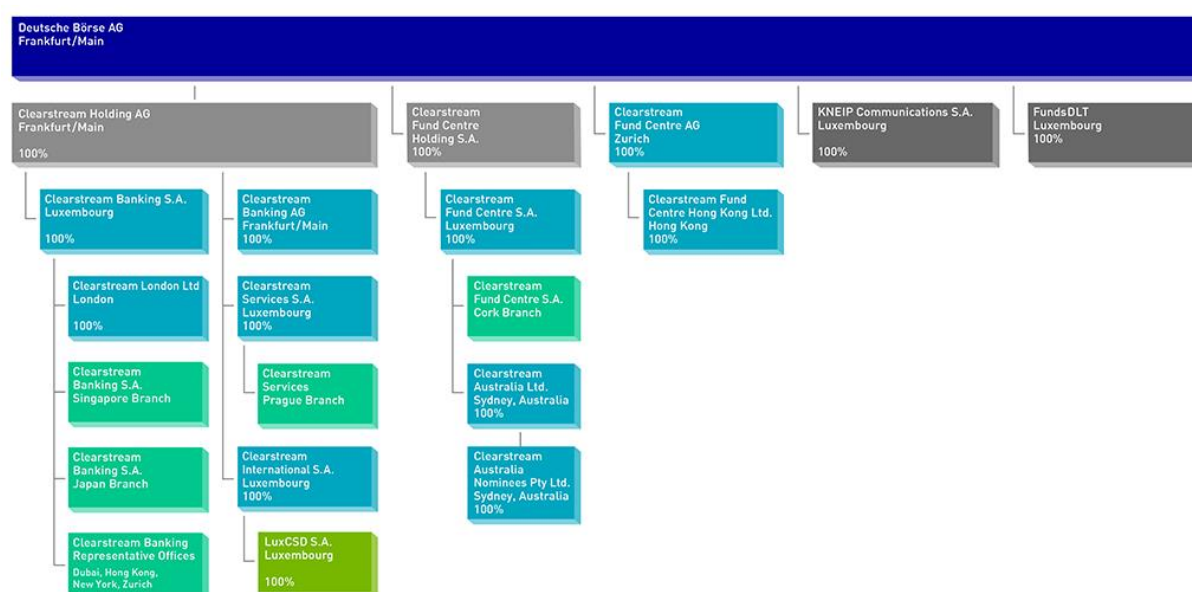 Deutsche Börse AG
Frankfurt/Main
Clearstream Holding AG
Frankfurt/Main
100%
Clearstream
Fund Centre
Holding S.A.
100%
Clearstream
Fund Centre AG
Zurich
100%
KNEIP Communications S.A.
Luxembourg
100%
FundsDLT
Luxembourg
100%
Clearstream Banking S.A.
Luxembourg
100%
Clearstream
Banking AG
Frankfurt/Main
100%
Clearstream
Fund Centre S.A.
Luxembourg
100%
Clearstream Fund
Centre Hong Kong Ltd.
Hong Kong
100%
Clearstream London Ltd
London
100%
Clearstream
Services S.A.
Luxembourg
100%
Clearstream
Fund Centre S.A.
Cork Branch
Clearstream
Banking S.A.
Singapore Branch
Clearstream
Services
Prague Branch
Clearstream
Australia Ltd.
Sydney, Australia
100%
Clearstream
Banking S.A.
Japan Branch
Clearstream
International S.A.
Luxembourg
100%
Clearstream
Australia
Nominees Pty Ltd.
Sydney, Australia
100%
Clearstream Banking
Representative Offices
Dubai, Hong Kong,
New York, Zurich
LuxCSD S.A.
Luxembourg
100%